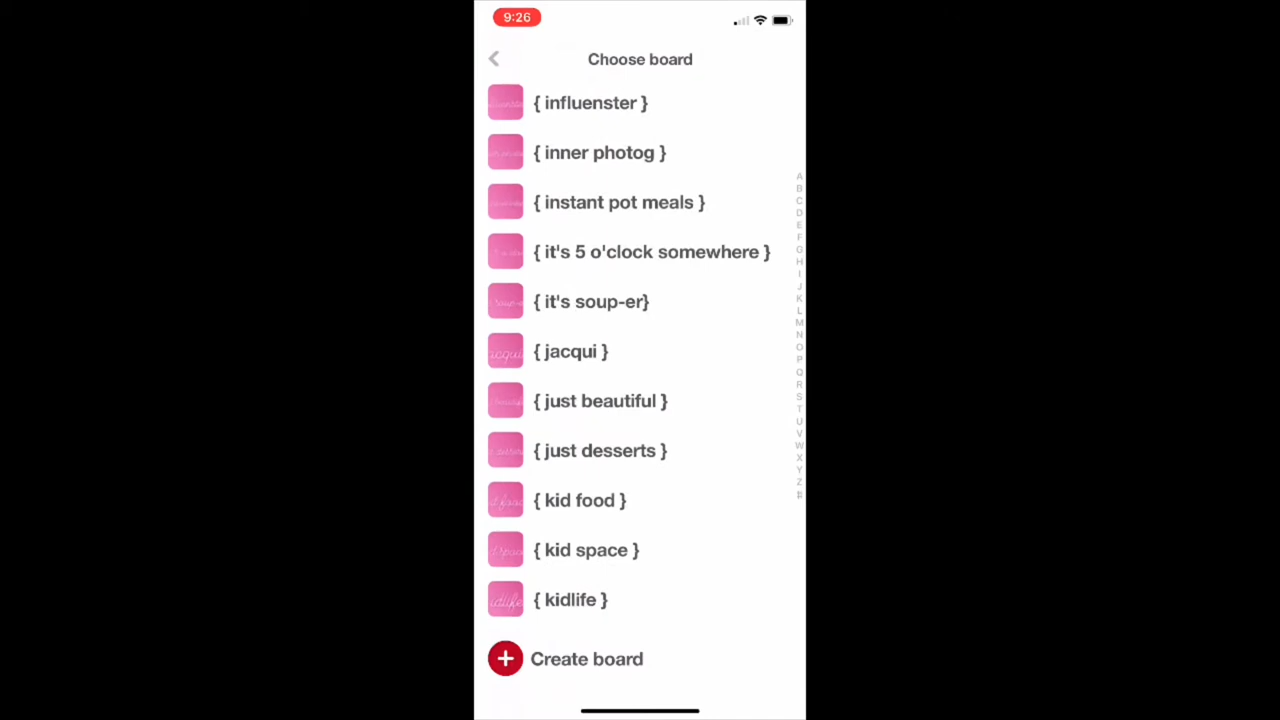 9:26
Choose board
{ influenster }
{ inner photog }
{ instant pot meals }
{ it's 5 o'clock somewhere }
{ it's soup-er}
{ jacqui }
{ just beautiful }
{ just desserts }
{ kid food }
{ kid space }
{ kidlife }
Create board
A
B
C
D
E
F
G
H
I
J
K
L
M
N
O
P
Q
R
S
T
U
V
W
X
Y
Z
#